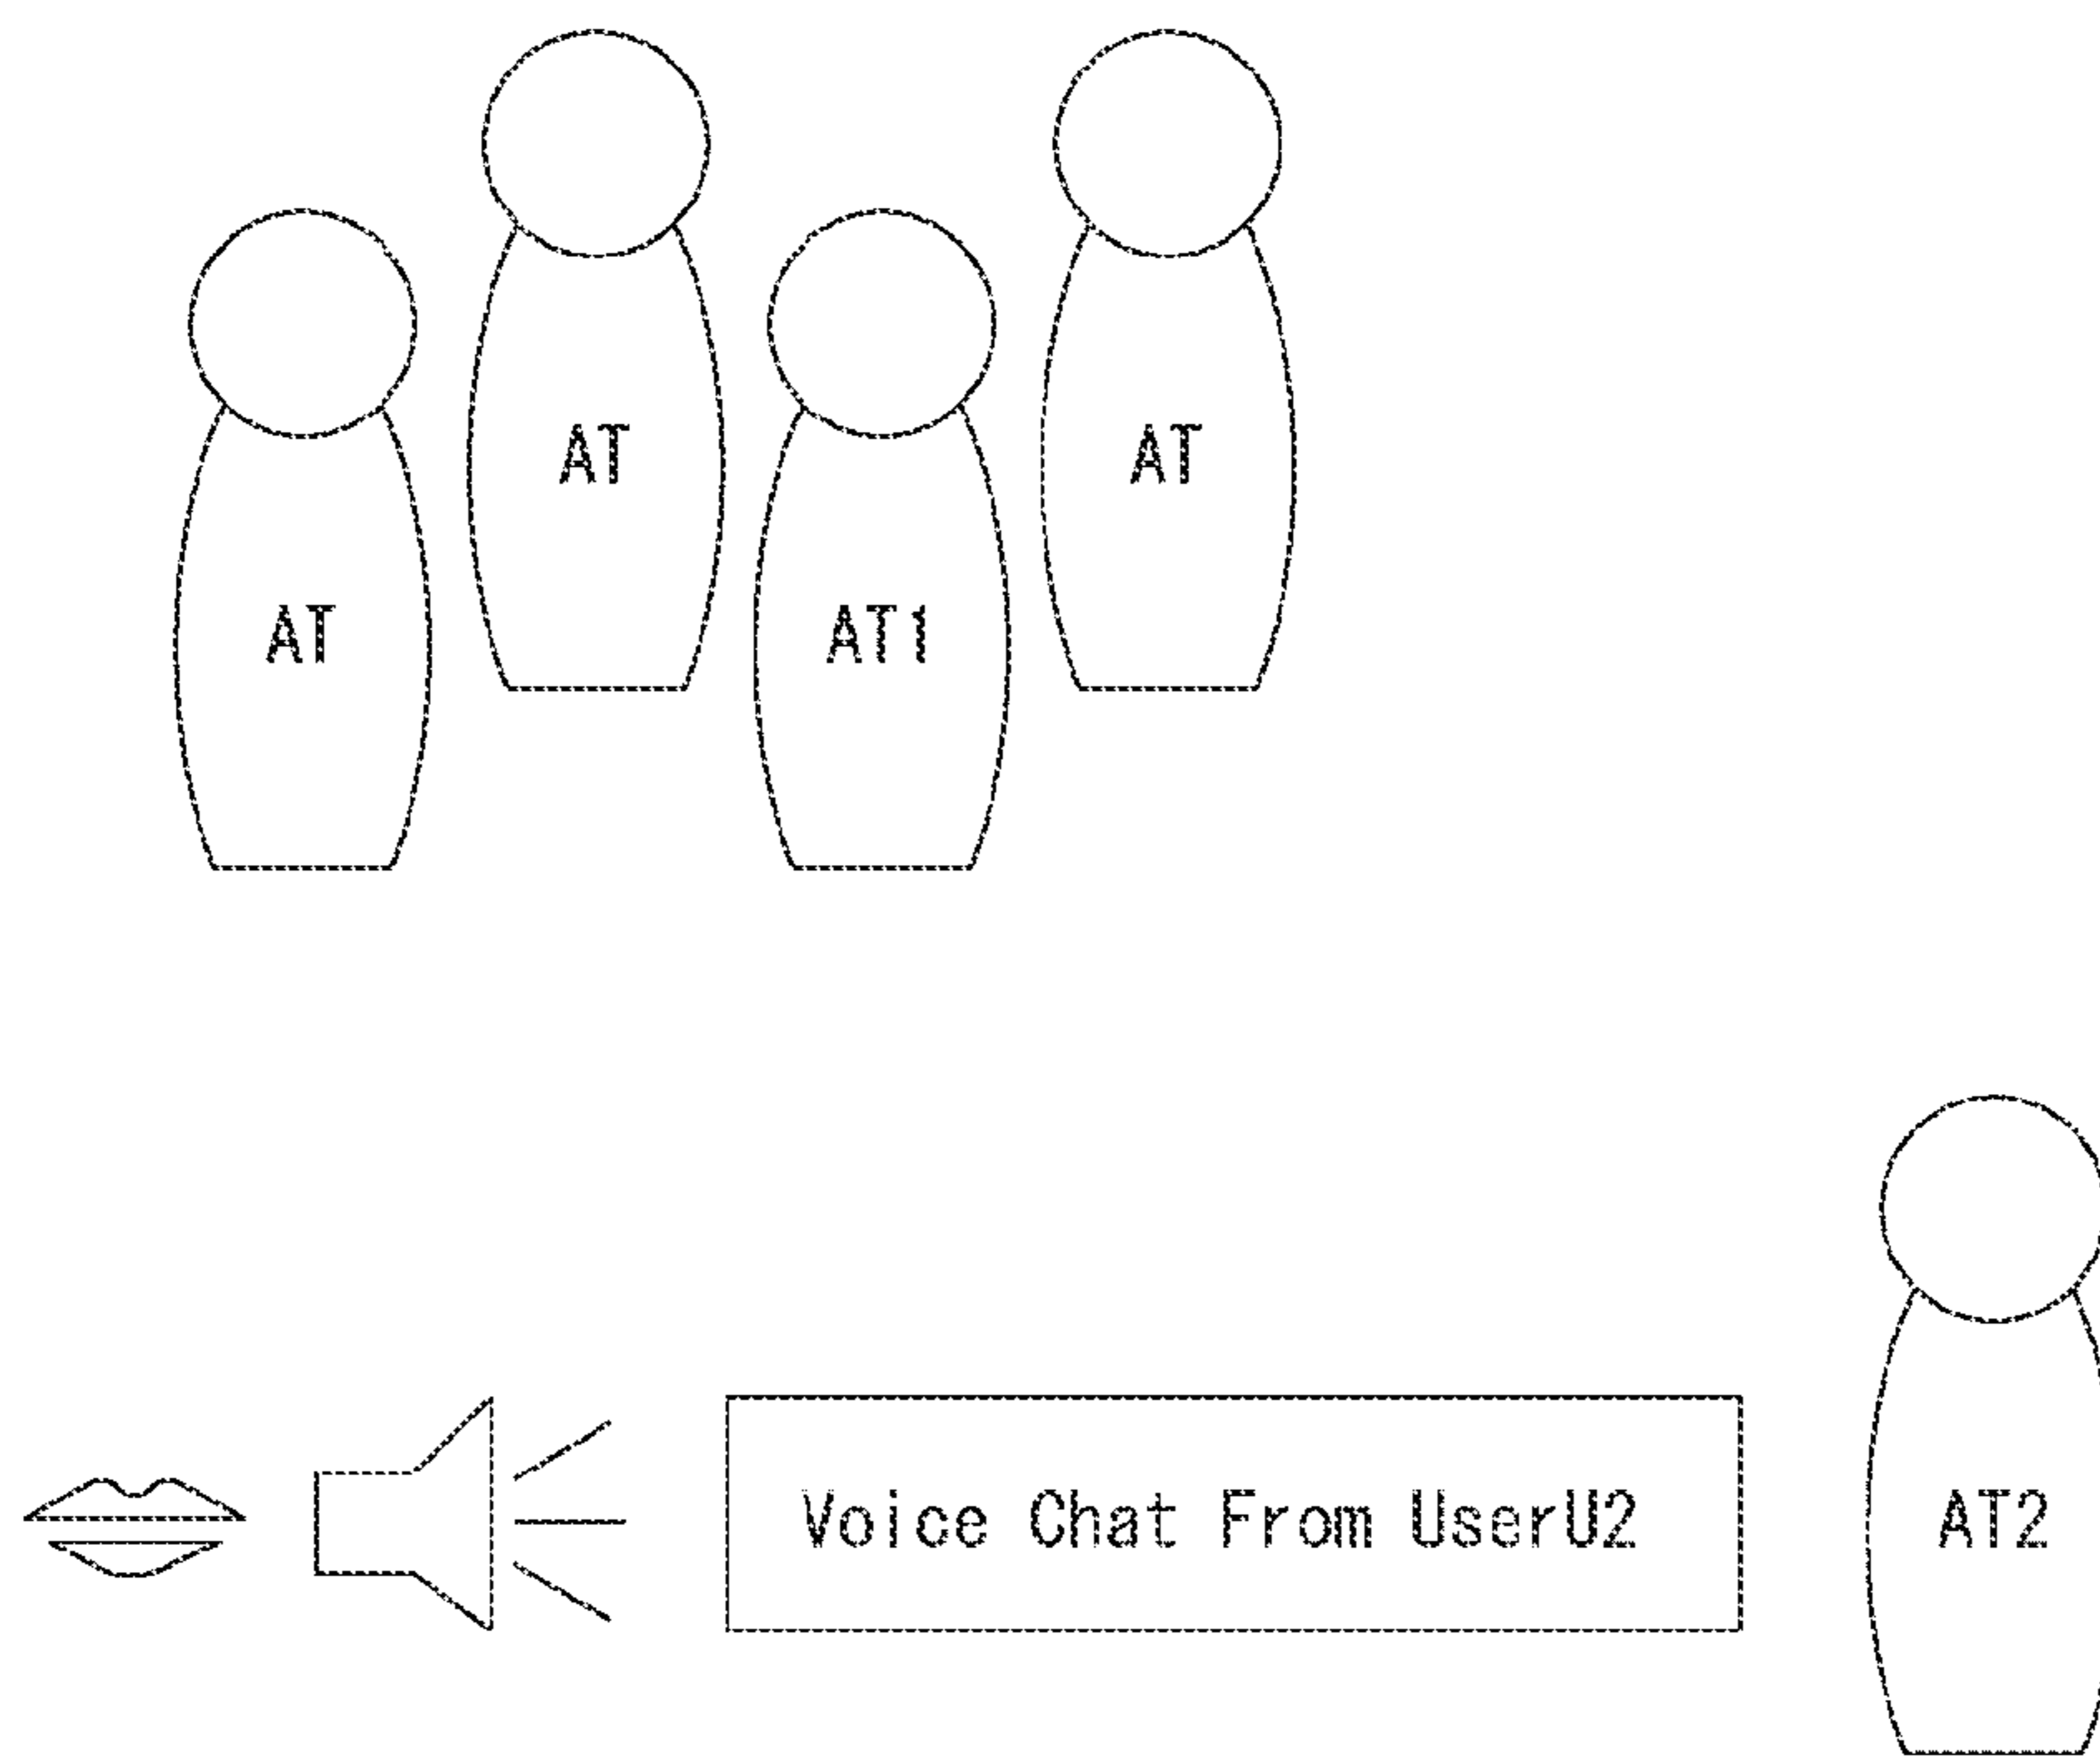 AT
AT
AT
AT1
Voice Chat From UserU2
AT2